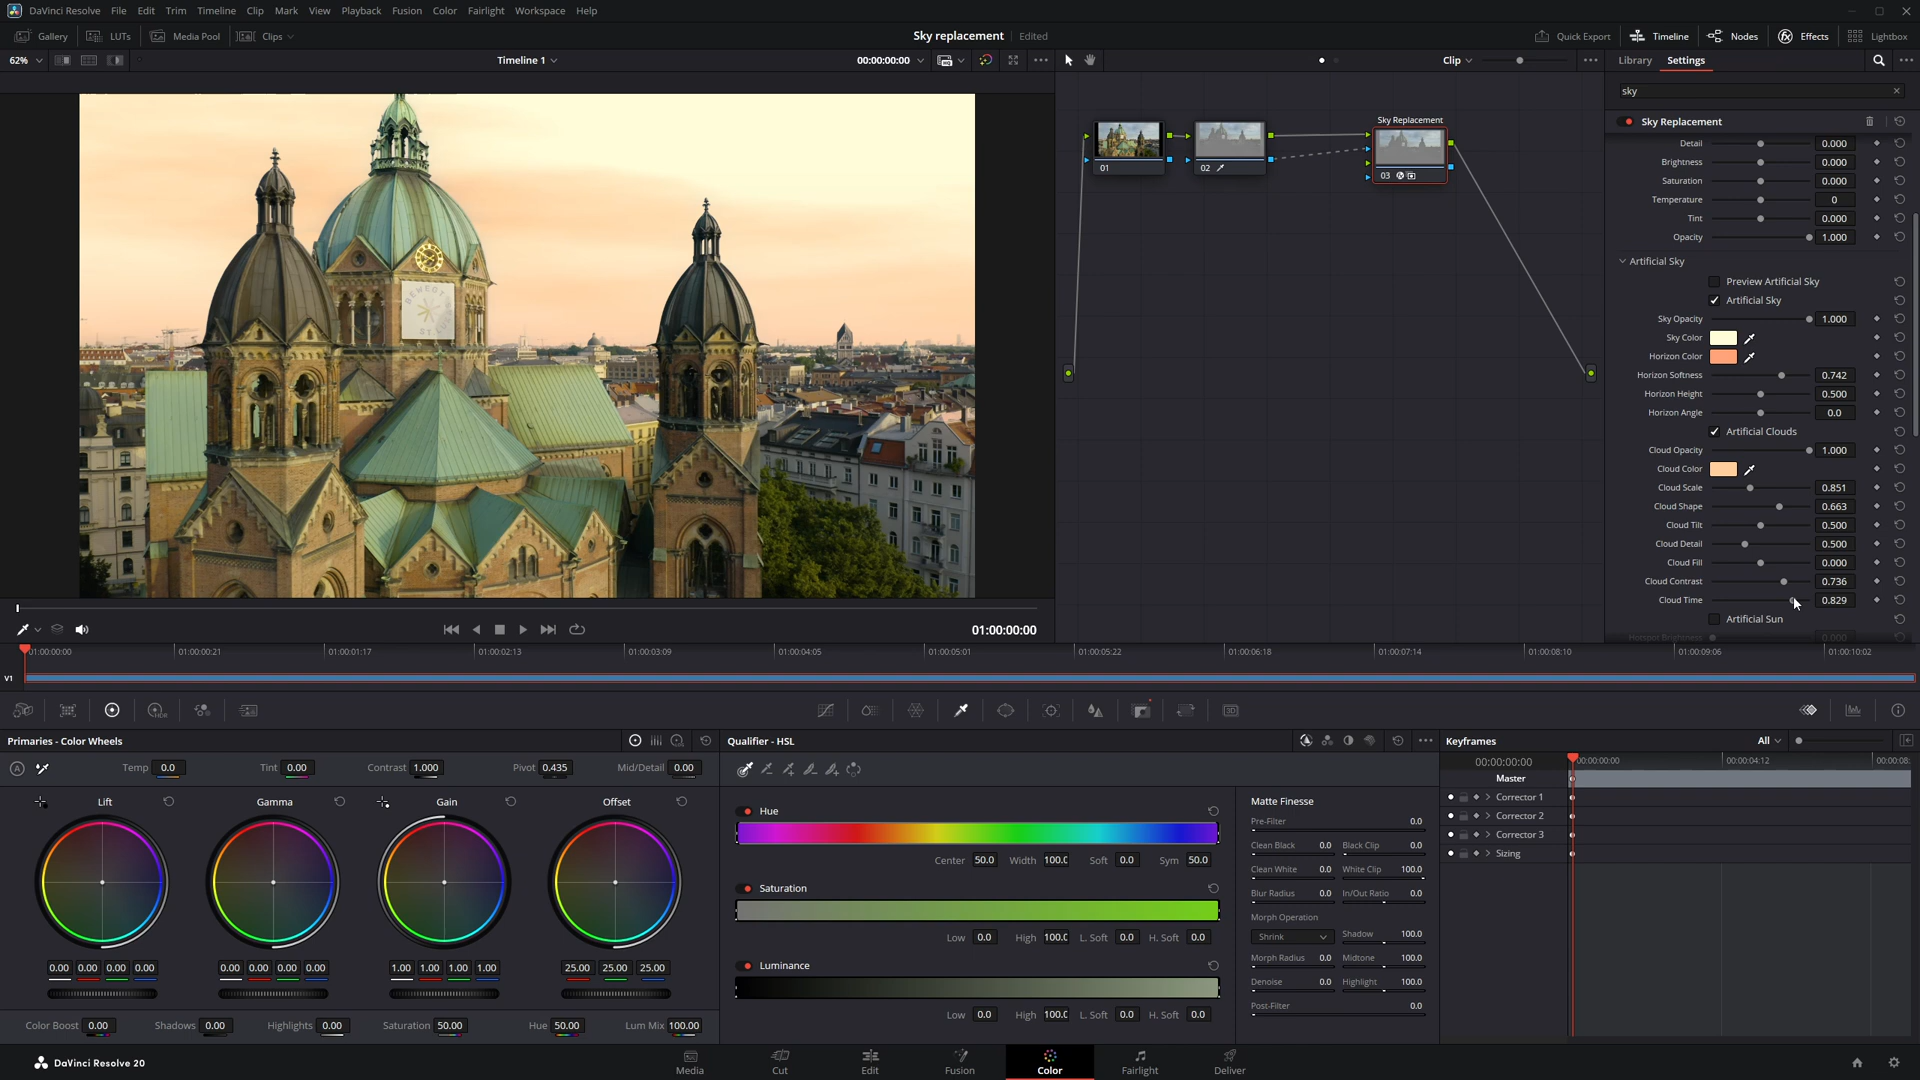 DaVinci Resolve File Edit Trim Timeline Clip Mark View Playback Fusion Color Fairlight Workspace Help
Gallery LUTs Media Pool Clips Sky replacement Edited Quick Export Timeline Nodes Effects Lightbox
62% Timeline 1 00:00:00:00 Clip Library Settings
sky
Sky Replacement
Detail 0.000
Brightness 0.000
Saturation 0.000
Temperature 0
Tint 0.000
Opacity 1.000
Artificial Sky
Preview Artificial Sky
Artificial Sky
Sky Opacity 1.000
Sky Color
Horizon Color
Horizon Softness 0.742
Horizon Height 0.500
Horizon Angle 0.0
Artificial Clouds
Cloud Opacity 1.000
Cloud Color
Cloud Scale 0.851
Cloud Shape 0.663
Cloud Tilt 0.500
Cloud Detail 0.500
Cloud Fill 0.000
Cloud Contrast 0.736
Cloud Time 0.829
Artificial Sun
Hotspot Brightness 0.000
Sky Replacement
01 02 03
BEWEGT
01:00:00:00
01:00:00:00 01:00:00:21 01:00:01:17 01:00:02:13 01:00:03:09 01:00:04:05 01:00:05:01 01:00:05:22 01:00:06:18 01:00:07:14 01:00:08:10 01:00:09:06 01:00:10:02
V1
HDR 3D
Primaries - Color Wheels
Temp 0.0 Tint 0.00 Contrast 1.000 Pivot 0.435 Mid/Detail 0.00
Lift Gamma Gain Offset
0.00 0.00 0.00 0.00 0.00 0.00 0.00 0.00 1.00 1.00 1.00 1.00 25.00 25.00 25.00
Color Boost 0.00 Shadows 0.00 Highlights 0.00 Saturation 50.00 Hue 50.00 Lum Mix 100.00
Qualifier - HSL
Hue
Center 50.0 Width 100.0 Soft 0.0 Sym 50.0
Saturation
Low 0.0 High 100.0 L. Soft 0.0 H. Soft 0.0
Luminance
Low 0.0 High 100.0 L. Soft 0.0 H. Soft 0.0
Matte Finesse
Pre-Filter 0.0
Clean Black 0.0 Black Clip 0.0
Clean White 0.0 White Clip 100.0
Blur Radius 0.0 In/Out Ratio 0.0
Morph Operation
Shrink Shadow 100.0
Morph Radius 0.0 Midtone 100.0
Denoise 0.0 Highlight 100.0
Post-Filter 0.0
Keyframes All
00:00:00:00 00:00:00:00 00:00:04:12 00:00:08:
Master
Corrector 1
Corrector 2
Corrector 3
Sizing
DaVinci Resolve 20 Media Cut Edit Fusion Color Fairlight Deliver